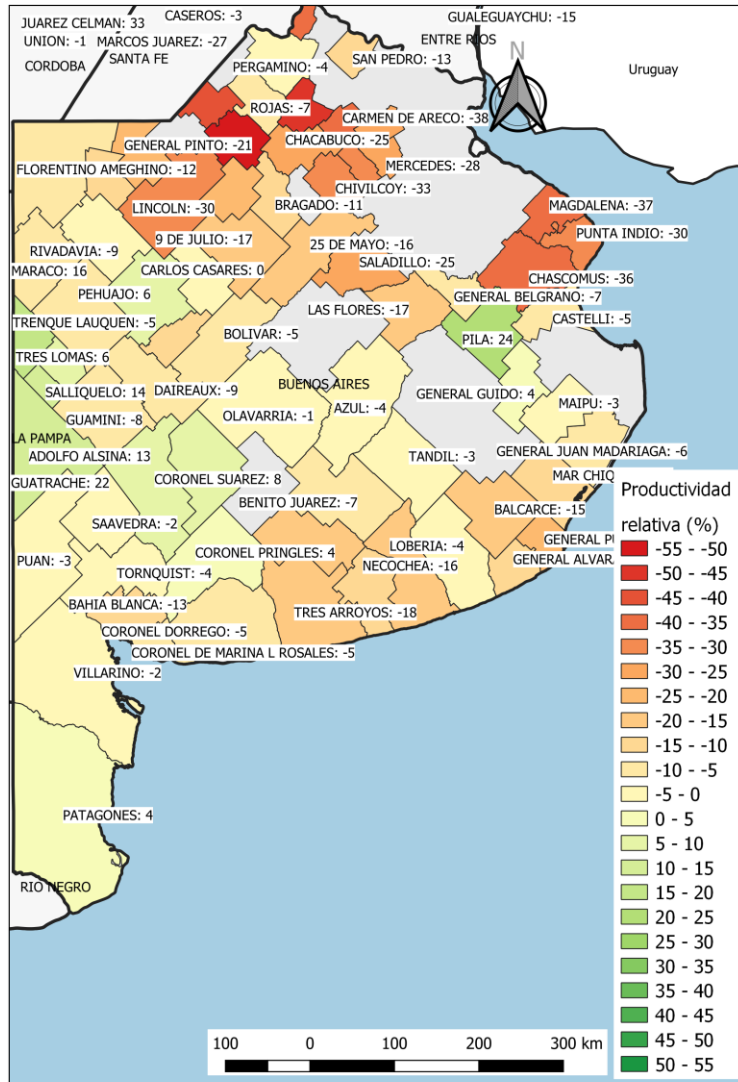 CASEROS: -3
JUAREZ CELMAN: 33
GUALEGUAYCHU: -15
UNION: -1
MARCOS JUAREZ: -27
ENTRE RIOS
SANTA FE
CORDOBA
SAN PEDRO: -13
PERGAMINO: -4
N
Uruguay
ROJAS: -7
CARMEN DE ARECO: -38
GENERAL PINTO: -21
CHACABUCO: -25
MERCEDES: -28
FLORENTINO AMEGHINO: -12
CHIVILCOY: -33
BRAGADO: -11
MAGDALENA: -37
LINCOLN: -30
PUNTA INDIO: -30
9 DE JULIO: -17
25 DE MAYO: -16
RIVADAVIA: -9
SALADILLO: -25
MARACO: 16
CARLOS CASARES: 0
CHASCOMUS: -36
PEHUAJO: 6
GENERAL BELGRANO: -7
LAS FLORES: -17
CASTELLI: -5
TRENQUE LAUQUEN: -5
BOLIVAR: -5
PILA: 24
TRES LOMAS: 6
BUENOS AIRES
SALLIQUELO: 14
DAIREAUX: -9
GENERAL GUIDO: 4
MAIPU: -3
GUAMINI: -8
OLAVARRIA: -1
AZUL: -4
LA PAMPA
GENERAL JUAN MADARIAGA: -6
ADOLFO ALSINA: 13
TANDIL: -3
MAR CHIQ
GUATRACHE: 22
CORONEL SUAREZ: 8
BENITO JUAREZ: -7
BALCARCE: -15
SAAVEDRA: -2
GENERAL PU
LOBERIA: -4
CORONEL PRINGLES: 4
GENERAL ALVARA
PUAN: -3
NECOCHEA: -16
TORNQUIST: -4
BAHIA BLANCA: -13
TRES ARROYOS: -18
CORONEL DORREGO: -5
CORONEL DE MARINA L ROSALES: -5
VILLARINO: -2
PATAGONES: 4
RIO NEGRO
Productividad
relativa (%)
-55 - -50
-50 - -45
-45 - -40
-40 - -35
-35 - -30
-30 - -25
-25 - -20
-20 - -15
-15 - -10
-10 - -5
-5 - 0
0 - 5
5 - 10
10 - 15
15 - 20
20 - 25
25 - 30
30 - 35
35 - 40
40 - 45
45 - 50
50 - 55
100 0 100 200 300 km